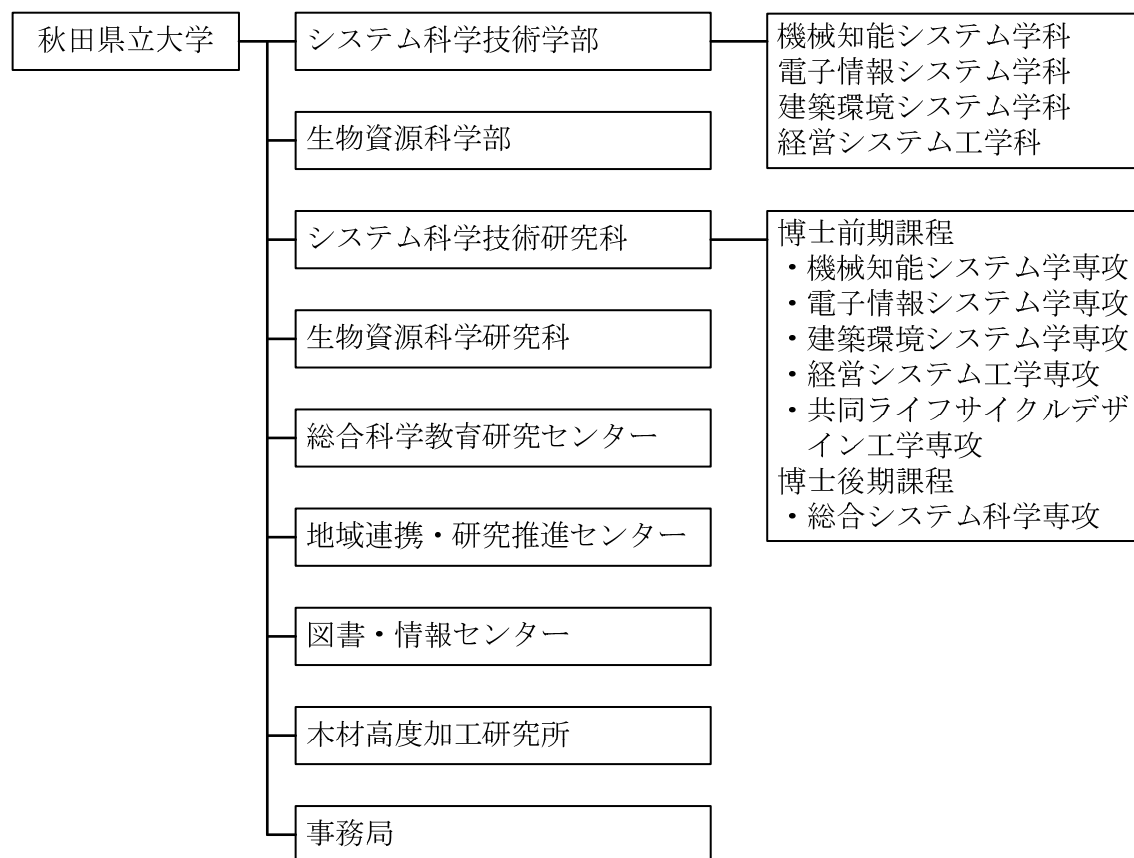 秋田県立大学
システム科学技術学部
機械知能システム学科
電子情報システム学科
建築環境システム学科
経営システム工学科
生物資源科学部
システム科学技術研究科
博士前期課程
・機械知能システム学専攻
・電子情報システム学専攻
・建築環境システム学専攻
・経営システム工学専攻
・共同ライフサイクルデザ
イン工学専攻
博士後期課程
・総合システム科学専攻
生物資源科学研究科
総合科学教育研究センター
地域連携・研究推進センター
図書・情報センター
木材高度加工研究所
事務局